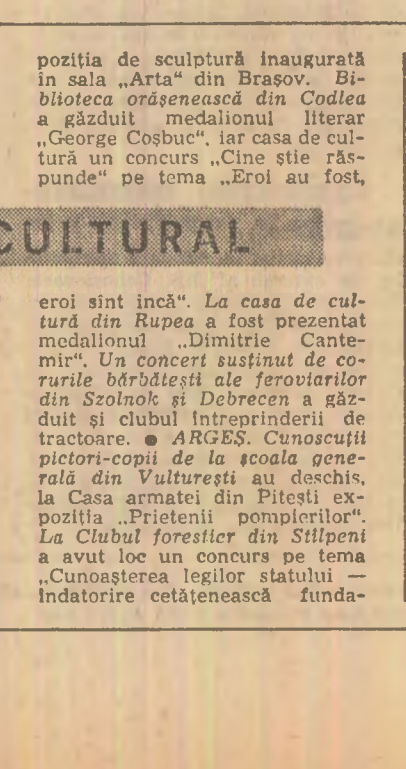 poziția de sculptură inaugurată
în sala „Arta“ din Brașov. Bi-
blioteca orășenească din Codlea
a găzduit medalionul literar
„George Coșbuc“, iar casa de cul-
tură un concurs „Cine știe răs-
punde“ pe tema „Eroi au fost,
CULTURAL
eroi sînt încă“. La casa de cul-
tură din Rupea a fost prezentat
medalionul „Dimitrie Cante-
mir“. Un concert susținut de co-
rurile bărbătești ale feroviarilor
din Szolnok și Debrecen a găz-
duit și clubul întreprinderii de
tractoare. ● ARGEȘ. Cunoscuții
pictori-copii de la școala gene-
rală din Vulturești au deschis,
la Casa armatei din Pitești ex-
poziția „Prietenii pompierilor“.
La Clubul forestier din Stîlpeni
a avut loc un concurs pe tema
„Cunoașterea legilor statului —
îndatorire cetățenească funda-